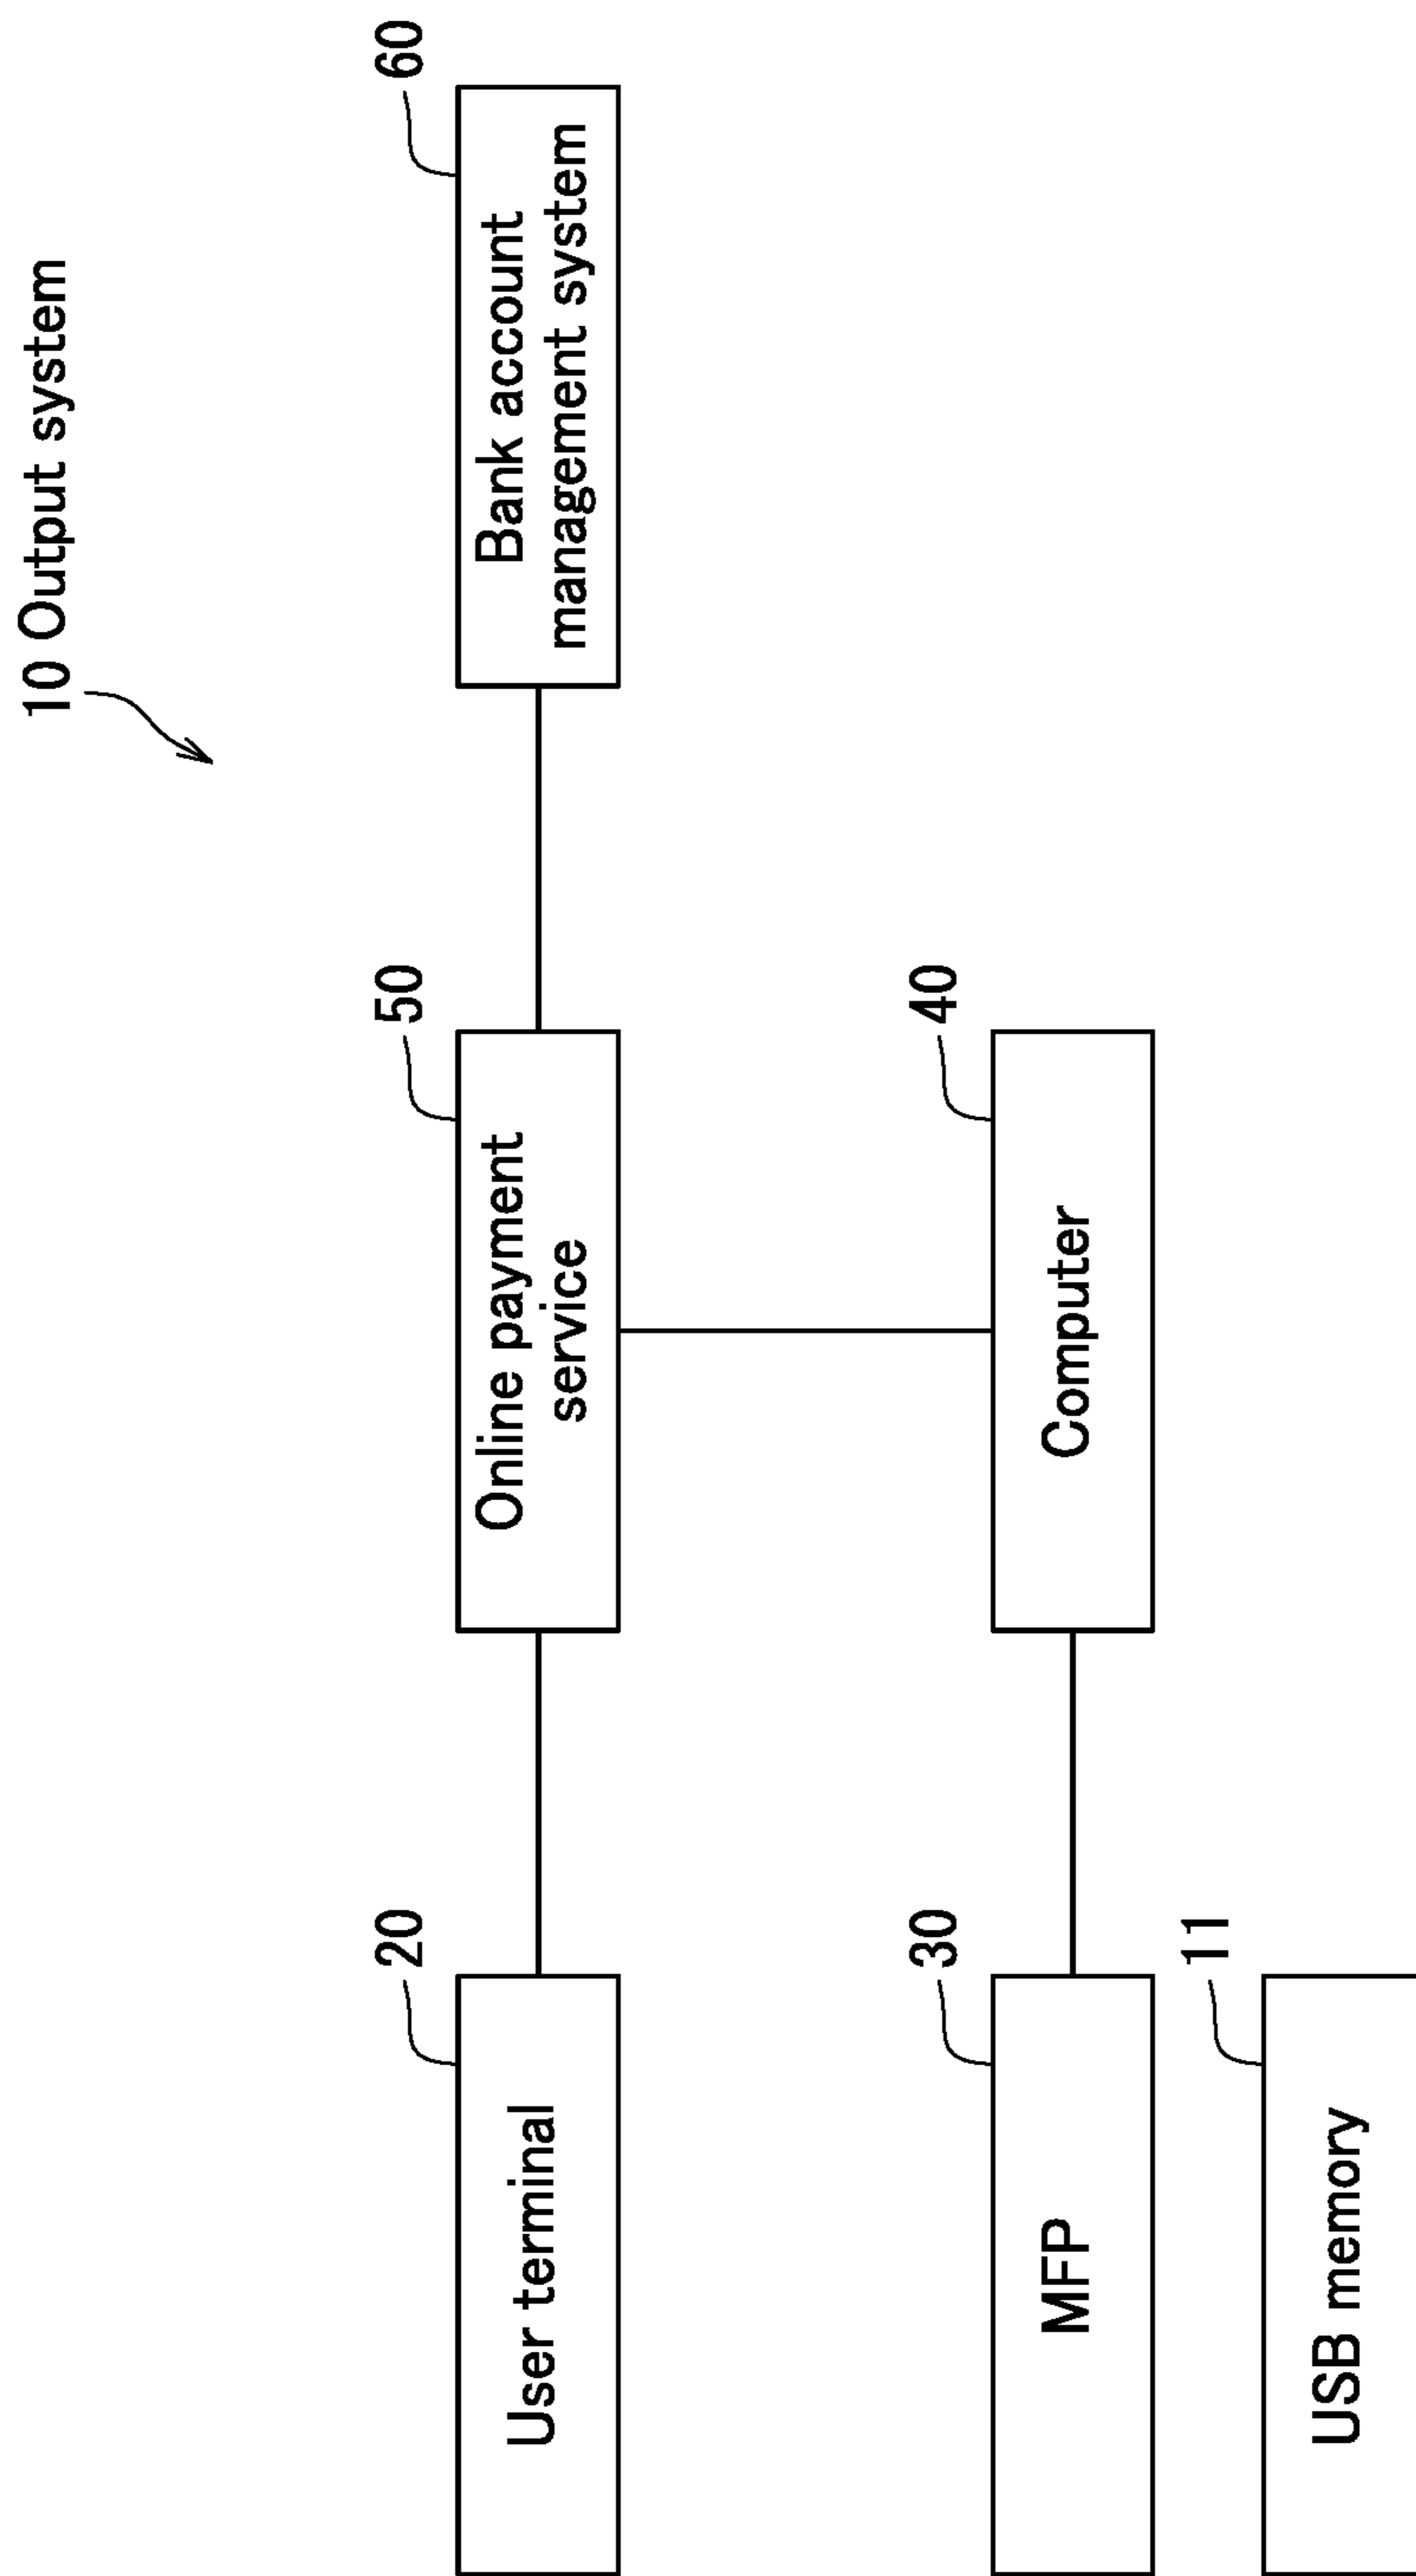 10 Output system
20
User terminal
50
Online payment
service
60
Bank account
management system
30
MFP
40
Computer
11
USB memory